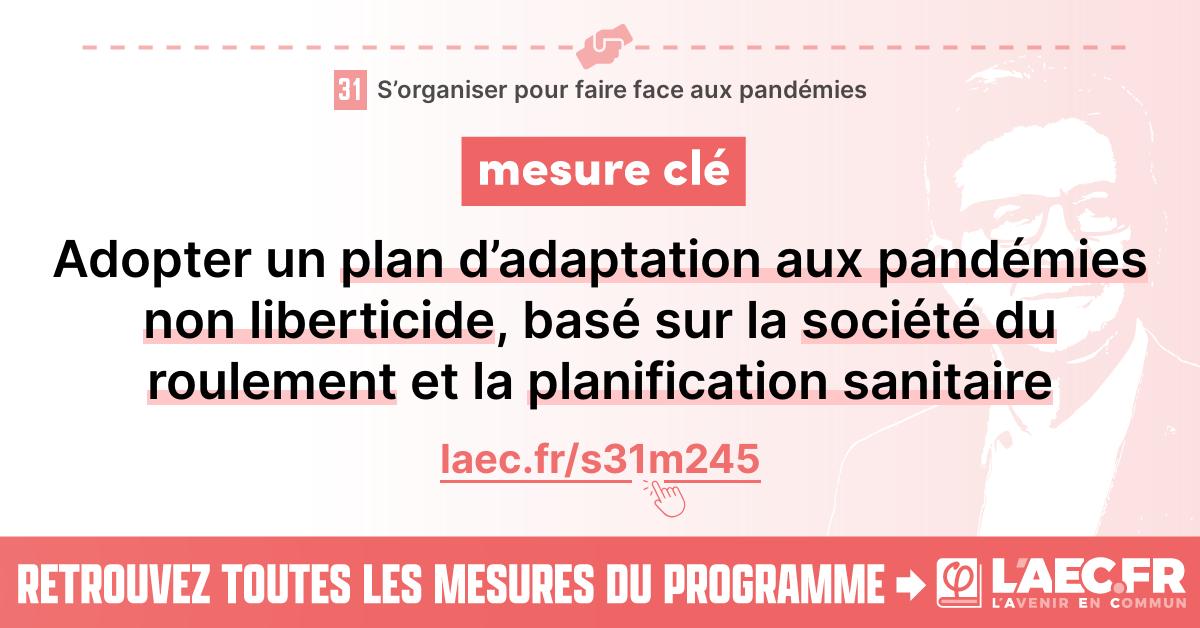 31 S’organiser pour faire face aux pandémies
mesure clé
Adopter un plan d’adaptation aux pandémies
non liberticide, basé sur la société du
roulement et la planification sanitaire
laec.fr/s31m245
RETROUVEZ TOUTES LES MESURES DU PROGRAMME → φ L'AEC.FR
L'AVENIR EN COMMUN